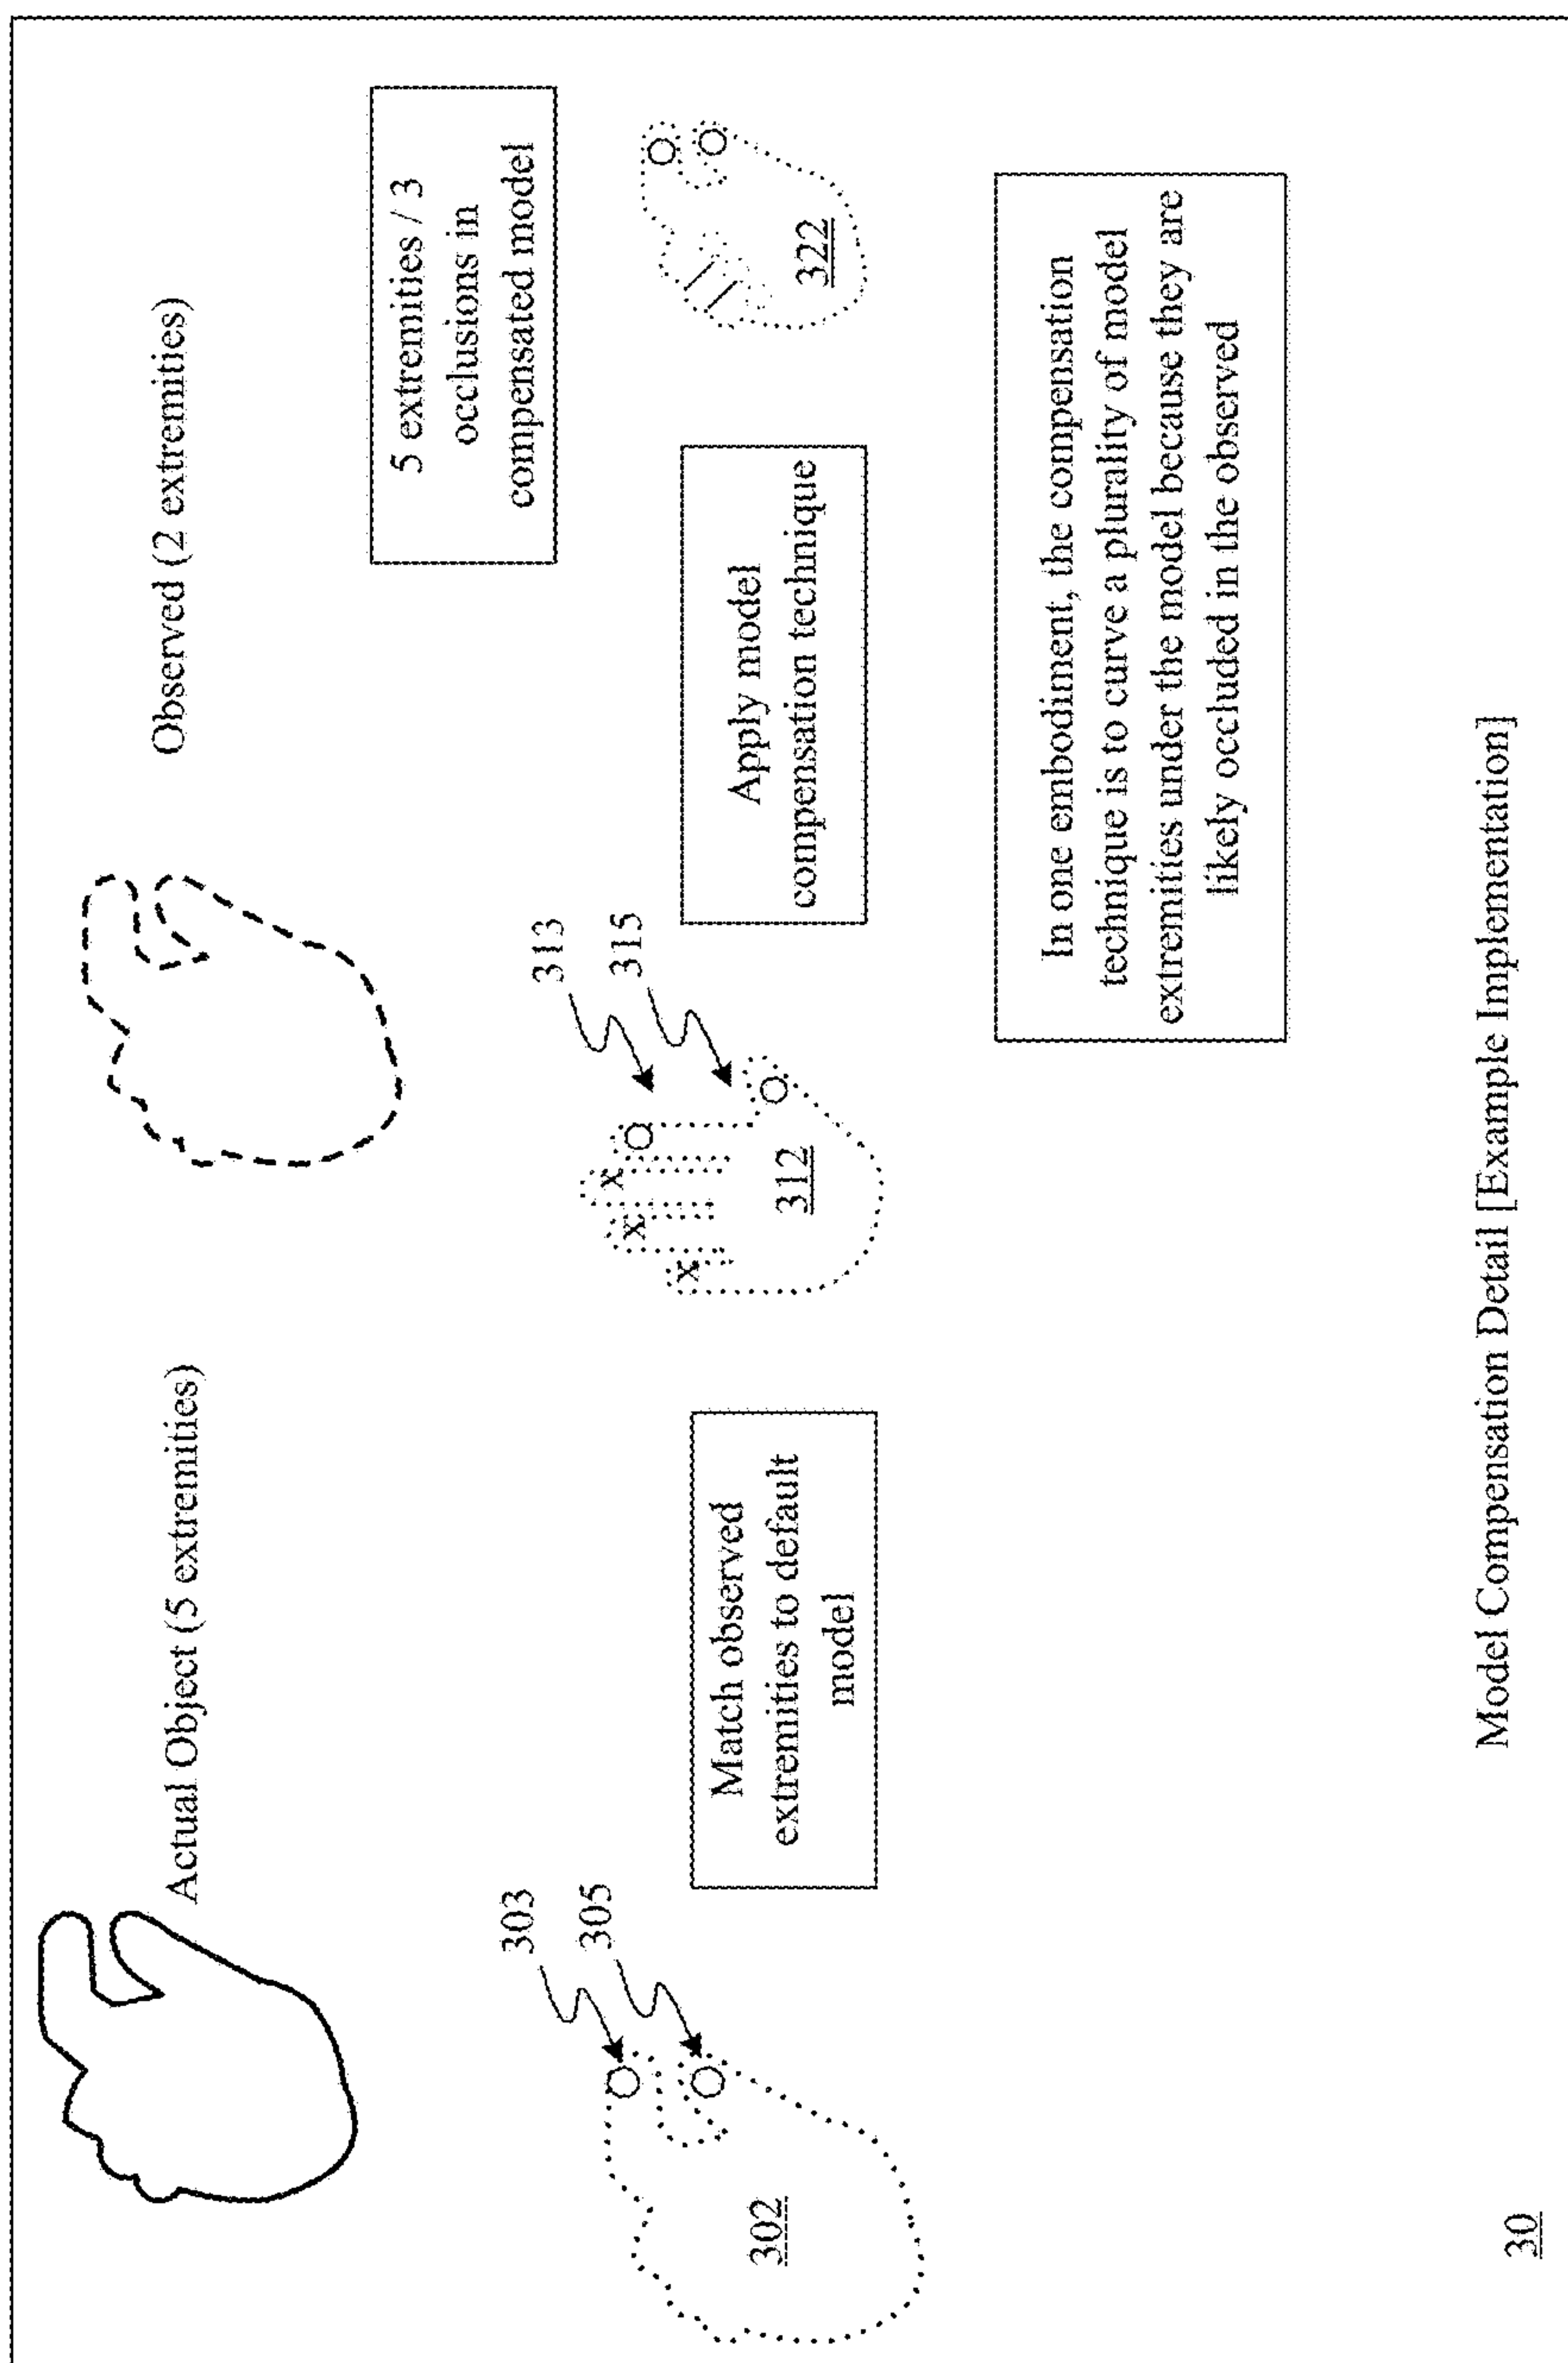 Actual Object (5 extremities)
Observed (2 extremities)
5 extremities / 3
occlusions in
compensated model
303
305
313
315
302
Match observed
extremities to default
model
x
x
x
312
Apply model
compensation technique
322
In one embodiment, the compensation
technique is to curve a plurality of model
extremities under the model because they are
likely occluded in the observed
Model Compensation Detail [Example Implementation]
30